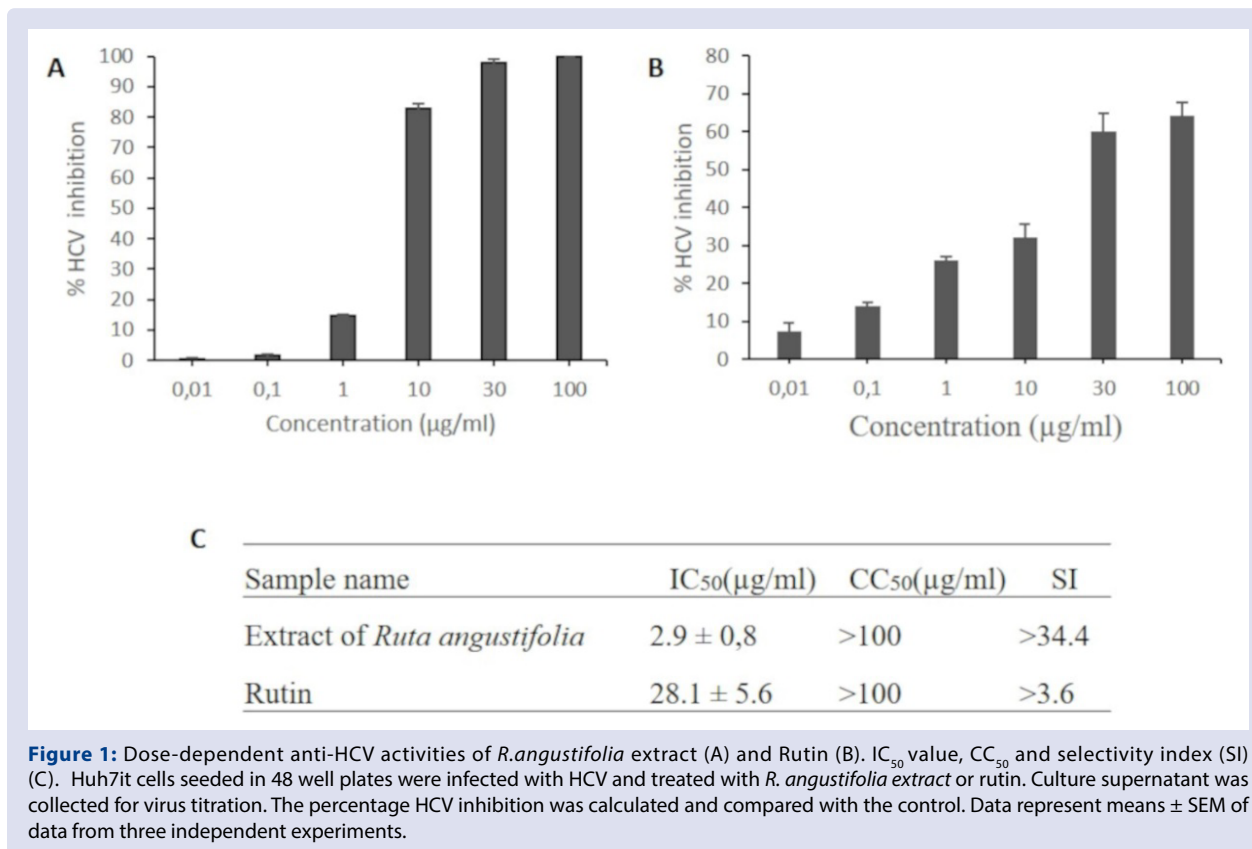 A
% HCV inhibition
100
90
80
70
60
50
40
30
20
10
0
0,01 0,1 1 10 30 100
Concentration (µg/ml)
B
% HCV inhibition
80
70
60
50
40
30
20
10
0
0,01 0,1 1 10 30 100
Concentration (µg/ml)
C
Sample name IC50(µg/ml) CC50(µg/ml) SI
Extract of Ruta angustifolia 2.9 ± 0,8 >100 >34.4
Rutin 28.1 ± 5.6 >100 >3.6
Figure 1: Dose-dependent anti-HCV activities of R.angustifolia extract (A) and Rutin (B). IC50 value, CC50 and selectivity index (SI)
(C). Huh7it cells seeded in 48 well plates were infected with HCV and treated with R. angustifolia extract or rutin. Culture supernatant was
collected for virus titration. The percentage HCV inhibition was calculated and compared with the control. Data represent means ± SEM of
data from three independent experiments.